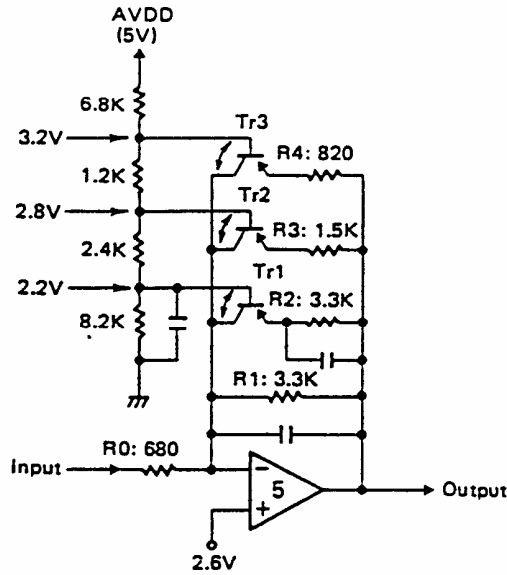 AVDD
(5V)
6.8K
Tr3
3.2V
R4: 820
1.2K
Tr2
2.8V
R3: 1.5K
2.4K
Tr1
2.2V
R2: 3.3K
8.2K
R1: 3.3K
R0: 680
Input
−
5
+
Output
2.6V